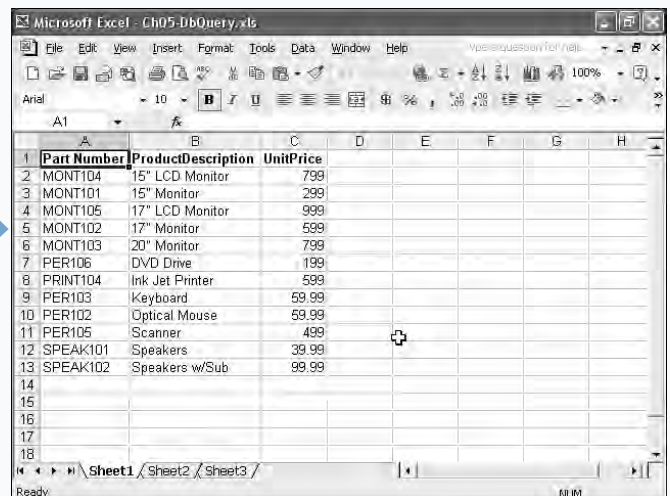 Microsoft Excel - Ch05-DbQuery.xls
File Edit View Insert Format Tools Data Window Help
100%
Arial 10 B I U
A1 fx
A B C D E F G H
1 Part Number ProductDescription UnitPrice
2 MONT104 15" LCD Monitor 799
3 MONT101 15" Monitor 299
4 MONT105 17" LCD Monitor 999
5 MONT102 17" Monitor 599
6 MONT103 20" Monitor 799
7 PER106 DVD Drive 199
8 PRINT104 Ink Jet Printer 599
9 PER103 Keyboard 59.99
10 PER102 Optical Mouse 59.99
11 PER105 Scanner 499
12 SPEAK101 Speakers 39.99
13 SPEAK102 Speakers w/Sub 99.99
14
15
16
17
18
Sheet1 / Sheet2 / Sheet3 /
Ready NUM